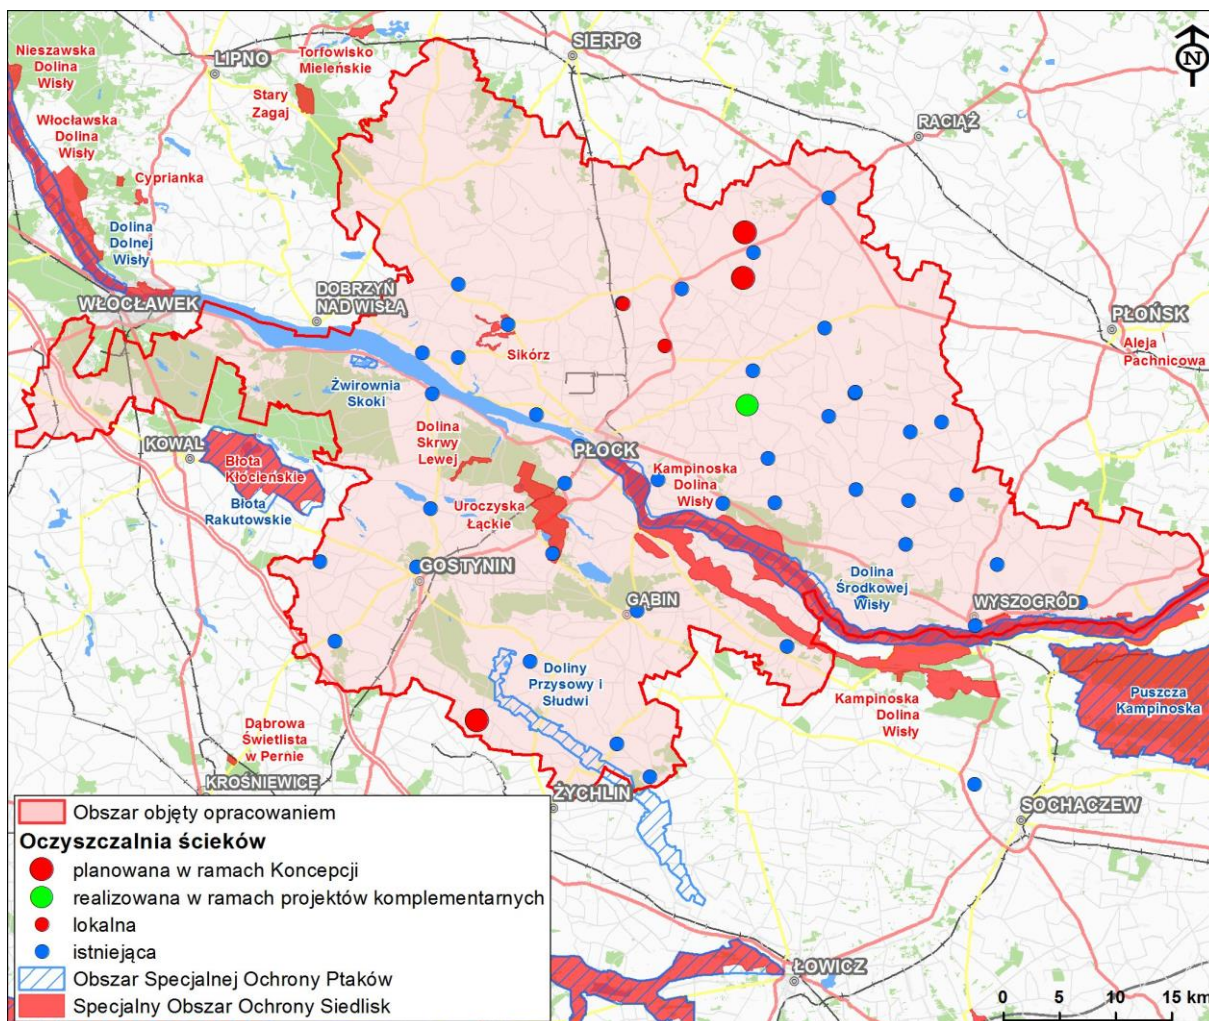 Nieszawska
Dolina
Wisły
LIPNO
Torfowisko
Mieleńskie
SIERPC
N
Stary
Zagaj
Włocławska
Dolina
Wisły
RACIĄŻ
Cyprianka
Dolina
Dolnej
Wisły
WŁOCŁAWEK
DOBRZYŃ
NAD WISŁĄ
PŁOŃSK
Aleja
Pachnicowa
Sikórz
Żwirownia
Skoki
KOWAL
Dolina
Skrwy
Lewej
PŁOCK
Błota
Kłócieńskie
Kampinoska
Dolina
Wisły
Błota
Rakutowskie
Uroczyska
Łąckie
GOSTYNIN
Dolina
Środkowej
Wisły
GĄBIN
WYSZOGRÓD
Doliny
Przysowy i
Słudwi
Puszcza
Kampinoska
Kampinoska
Dolina
Wisły
Dąbrowa
Świetlista
w Pernie
KROŚNIEWICE
ŻYCHLIN
SOCHACZEW
Obszar objęty opracowaniem
Oczyszczalnia ścieków
planowana w ramach Koncepcji
realizowana w ramach projektów komplementarnych
lokalna
istniejąca
Obszar Specjalnej Ochrony Ptaków
Specjalny Obszar Ochrony Siedlisk
ŁOWICZ
0 5 10 15 km